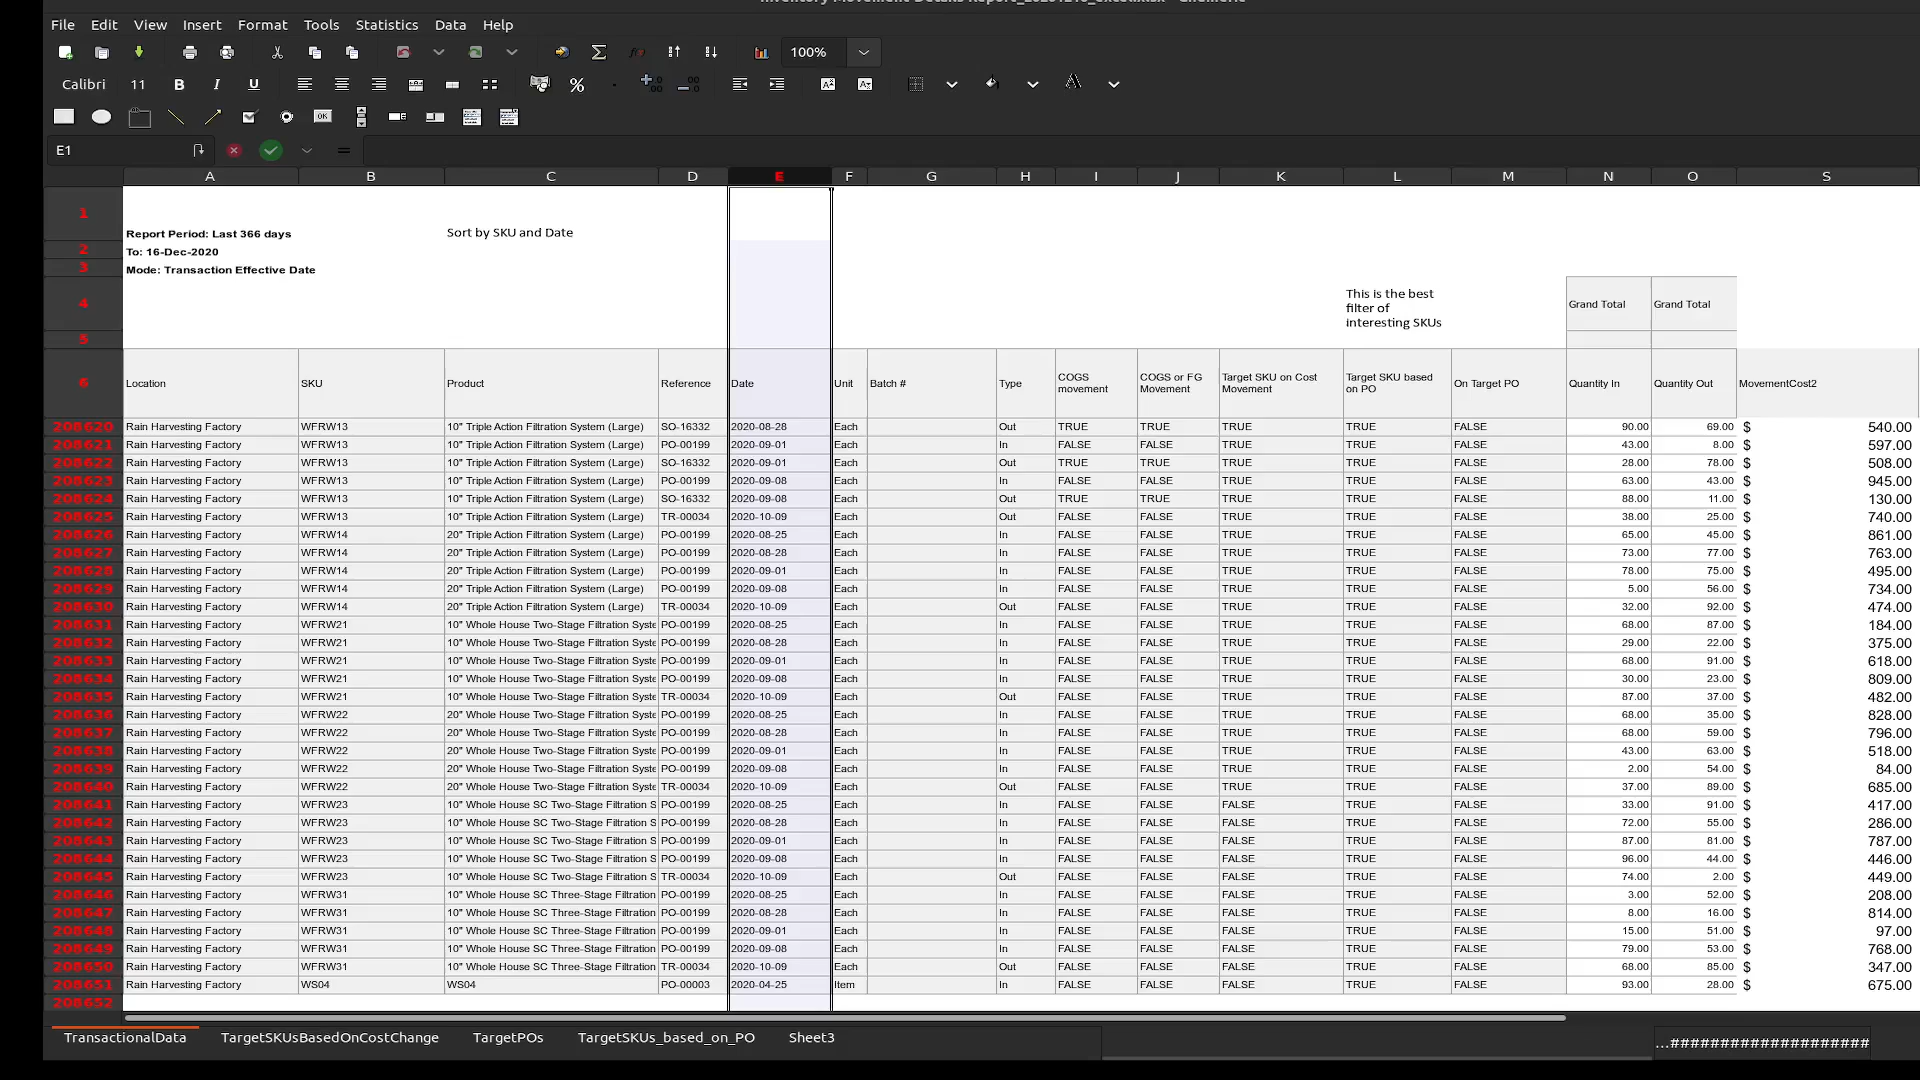 File Edit View Insert Format Tools Statistics Data Help
100%
Calibri 11 B I U %
OK
E1 =
A B C D E F G H I J K L M N O S
1
Report Period: Last 366 days Sort by SKU and Date
2 To: 16-Dec-2020
3 Mode: Transaction Effective Date
4 This is the best filter of interesting SKUs Grand Total Grand Total
5
6 Location SKU Product Reference Date Unit Batch # Type COGS movement COGS or FG Movement Target SKU on Cost Movement Target SKU based on PO On Target PO Quantity In Quantity Out MovementCost2
208620 Rain Harvesting Factory WFRW13 10" Triple Action Filtration System (Large) SO-16332 2020-08-28 Each Out TRUE TRUE TRUE TRUE FALSE 90.00 69.00 $ 540.00
208621 Rain Harvesting Factory WFRW13 10" Triple Action Filtration System (Large) PO-00199 2020-09-01 Each In FALSE FALSE TRUE TRUE FALSE 43.00 8.00 $ 597.00
208622 Rain Harvesting Factory WFRW13 10" Triple Action Filtration System (Large) SO-16332 2020-09-01 Each Out TRUE TRUE TRUE TRUE FALSE 28.00 78.00 $ 508.00
208623 Rain Harvesting Factory WFRW13 10" Triple Action Filtration System (Large) PO-00199 2020-09-08 Each In FALSE FALSE TRUE TRUE FALSE 63.00 43.00 $ 945.00
208624 Rain Harvesting Factory WFRW13 10" Triple Action Filtration System (Large) SO-16332 2020-09-08 Each Out TRUE TRUE TRUE TRUE FALSE 88.00 11.00 $ 130.00
208625 Rain Harvesting Factory WFRW13 10" Triple Action Filtration System (Large) TR-00034 2020-10-09 Each Out FALSE FALSE TRUE TRUE FALSE 38.00 25.00 $ 740.00
208626 Rain Harvesting Factory WFRW14 20" Triple Action Filtration System (Large) PO-00199 2020-08-25 Each In FALSE FALSE TRUE TRUE FALSE 65.00 45.00 $ 861.00
208627 Rain Harvesting Factory WFRW14 20" Triple Action Filtration System (Large) PO-00199 2020-08-28 Each In FALSE FALSE TRUE TRUE FALSE 73.00 77.00 $ 763.00
208628 Rain Harvesting Factory WFRW14 20" Triple Action Filtration System (Large) PO-00199 2020-09-01 Each In FALSE FALSE TRUE TRUE FALSE 78.00 75.00 $ 495.00
208629 Rain Harvesting Factory WFRW14 20" Triple Action Filtration System (Large) PO-00199 2020-09-08 Each In FALSE FALSE TRUE TRUE FALSE 5.00 56.00 $ 734.00
208630 Rain Harvesting Factory WFRW14 20" Triple Action Filtration System (Large) TR-00034 2020-10-09 Each Out FALSE FALSE TRUE TRUE FALSE 32.00 92.00 $ 474.00
208631 Rain Harvesting Factory WFRW21 10" Whole House Two-Stage Filtration Syste PO-00199 2020-08-25 Each In FALSE FALSE TRUE TRUE FALSE 68.00 87.00 $ 184.00
208632 Rain Harvesting Factory WFRW21 10" Whole House Two-Stage Filtration Syste PO-00199 2020-08-28 Each In FALSE FALSE TRUE TRUE FALSE 29.00 22.00 $ 375.00
208633 Rain Harvesting Factory WFRW21 10" Whole House Two-Stage Filtration Syste PO-00199 2020-09-01 Each In FALSE FALSE TRUE TRUE FALSE 68.00 91.00 $ 618.00
208634 Rain Harvesting Factory WFRW21 10" Whole House Two-Stage Filtration Syste PO-00199 2020-09-08 Each In FALSE FALSE TRUE TRUE FALSE 30.00 23.00 $ 809.00
208635 Rain Harvesting Factory WFRW21 10" Whole House Two-Stage Filtration Syste TR-00034 2020-10-09 Each Out FALSE FALSE TRUE TRUE FALSE 87.00 37.00 $ 482.00
208636 Rain Harvesting Factory WFRW22 20" Whole House Two-Stage Filtration Syste PO-00199 2020-08-25 Each In FALSE FALSE TRUE TRUE FALSE 68.00 35.00 $ 828.00
208637 Rain Harvesting Factory WFRW22 20" Whole House Two-Stage Filtration Syste PO-00199 2020-08-28 Each In FALSE FALSE TRUE TRUE FALSE 68.00 59.00 $ 796.00
208638 Rain Harvesting Factory WFRW22 20" Whole House Two-Stage Filtration Syste PO-00199 2020-09-01 Each In FALSE FALSE TRUE TRUE FALSE 43.00 63.00 $ 518.00
208639 Rain Harvesting Factory WFRW22 20" Whole House Two-Stage Filtration Syste PO-00199 2020-09-08 Each In FALSE FALSE TRUE TRUE FALSE 2.00 54.00 $ 84.00
208640 Rain Harvesting Factory WFRW22 20" Whole House Two-Stage Filtration Syste TR-00034 2020-10-09 Each Out FALSE FALSE TRUE TRUE FALSE 37.00 89.00 $ 685.00
208641 Rain Harvesting Factory WFRW23 10" Whole House SC Two-Stage Filtration S PO-00199 2020-08-25 Each In FALSE FALSE FALSE TRUE FALSE 33.00 91.00 $ 417.00
208642 Rain Harvesting Factory WFRW23 10" Whole House SC Two-Stage Filtration S PO-00199 2020-08-28 Each In FALSE FALSE FALSE TRUE FALSE 72.00 55.00 $ 286.00
208643 Rain Harvesting Factory WFRW23 10" Whole House SC Two-Stage Filtration S PO-00199 2020-09-01 Each In FALSE FALSE FALSE TRUE FALSE 87.00 81.00 $ 787.00
208644 Rain Harvesting Factory WFRW23 10" Whole House SC Two-Stage Filtration S PO-00199 2020-09-08 Each In FALSE FALSE FALSE TRUE FALSE 96.00 44.00 $ 446.00
208645 Rain Harvesting Factory WFRW23 10" Whole House SC Two-Stage Filtration S TR-00034 2020-10-09 Each Out FALSE FALSE FALSE TRUE FALSE 74.00 2.00 $ 449.00
208646 Rain Harvesting Factory WFRW31 10" Whole House SC Three-Stage Filtration PO-00199 2020-08-25 Each In FALSE FALSE FALSE TRUE FALSE 3.00 52.00 $ 208.00
208647 Rain Harvesting Factory WFRW31 10" Whole House SC Three-Stage Filtration PO-00199 2020-08-28 Each In FALSE FALSE FALSE TRUE FALSE 8.00 16.00 $ 814.00
208648 Rain Harvesting Factory WFRW31 10" Whole House SC Three-Stage Filtration PO-00199 2020-09-01 Each In FALSE FALSE FALSE TRUE FALSE 15.00 51.00 $ 97.00
208649 Rain Harvesting Factory WFRW31 10" Whole House SC Three-Stage Filtration PO-00199 2020-09-08 Each In FALSE FALSE FALSE TRUE FALSE 79.00 53.00 $ 768.00
208650 Rain Harvesting Factory WFRW31 10" Whole House SC Three-Stage Filtration TR-00034 2020-10-09 Each Out FALSE FALSE FALSE TRUE FALSE 68.00 85.00 $ 347.00
208651 Rain Harvesting Factory WS04 WS04 PO-00003 2020-04-25 Item In FALSE FALSE FALSE TRUE FALSE 93.00 28.00 $ 675.00
208652
TransactionalData TargetSKUsBasedOnCostChange TargetPOs TargetSKUs_based_on_PO Sheet3 ...####################